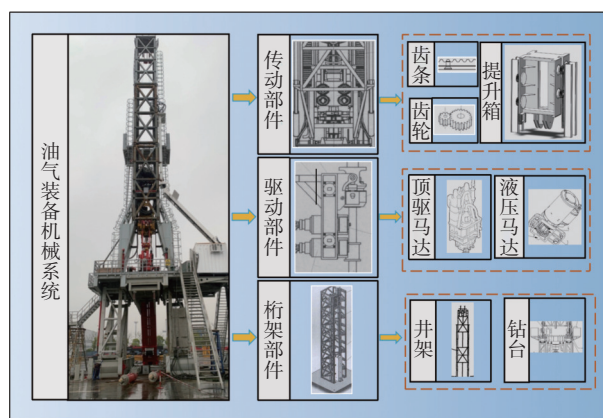 油气装备机械系统
传动部件
齿条
提升箱
齿轮
驱动部件
顶驱马达
液压马达
桁架部件
井架
钻台